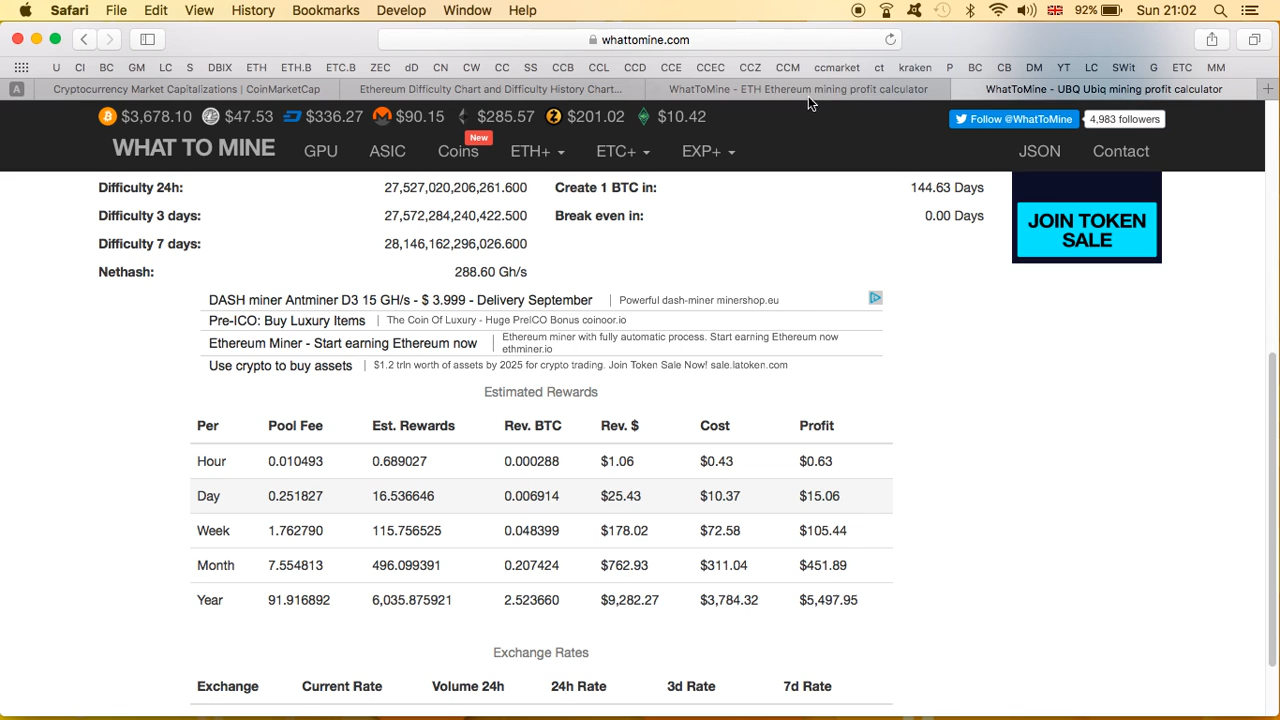 Safari File Edit View History Bookmarks Develop Window Help 92% Sun 21:02
whattomine.com
U CI BC GM LC S DBIX ETH ETH.B ETC.B ZEC dD CN CW CC SS CCB CCL CCD CCE CCEC CCZ CCM ccmarket ct kraken P BC CB DM YT LC SWit G ETC MM
A Cryptocurrency Market Capitalizations | CoinMarketCap Ethereum Difficulty Chart and Difficulty History Chart... WhatToMine - ETH Ethereum mining profit calculator WhatToMine - UBQ Ubiq mining profit calculator +
$3,678.10 $47.53 $336.27 $90.15 $285.57 $201.02 $10.42 Follow @WhatToMine 4,983 followers
New
WHAT TO MINE GPU ASIC Coins ETH+ ETC+ EXP+ JSON Contact
Difficulty 24h: 27,527,020,206,261.600 Create 1 BTC in: 144.63 Days
Difficulty 3 days: 27,572,284,240,422.500 Break even in: 0.00 Days
Difficulty 7 days: 28,146,162,296,026.600
Nethash: 288.60 Gh/s
JOIN TOKEN
SALE
DASH miner Antminer D3 15 GH/s - $ 3.999 - Delivery September Powerful dash-miner minershop.eu
Pre-ICO: Buy Luxury Items The Coin Of Luxury - Huge PreICO Bonus coinoor.io
Ethereum Miner - Start earning Ethereum now Ethereum miner with fully automatic process. Start earning Ethereum now
ethminer.io
Use crypto to buy assets $1.2 trln worth of assets by 2025 for crypto trading. Join Token Sale Now! sale.latoken.com
Estimated Rewards
Per Pool Fee Est. Rewards Rev. BTC Rev. $ Cost Profit
Hour 0.010493 0.689027 0.000288 $1.06 $0.43 $0.63
Day 0.251827 16.536646 0.006914 $25.43 $10.37 $15.06
Week 1.762790 115.756525 0.048399 $178.02 $72.58 $105.44
Month 7.554813 496.099391 0.207424 $762.93 $311.04 $451.89
Year 91.916892 6,035.875921 2.523660 $9,282.27 $3,784.32 $5,497.95
Exchange Rates
Exchange Current Rate Volume 24h 24h Rate 3d Rate 7d Rate